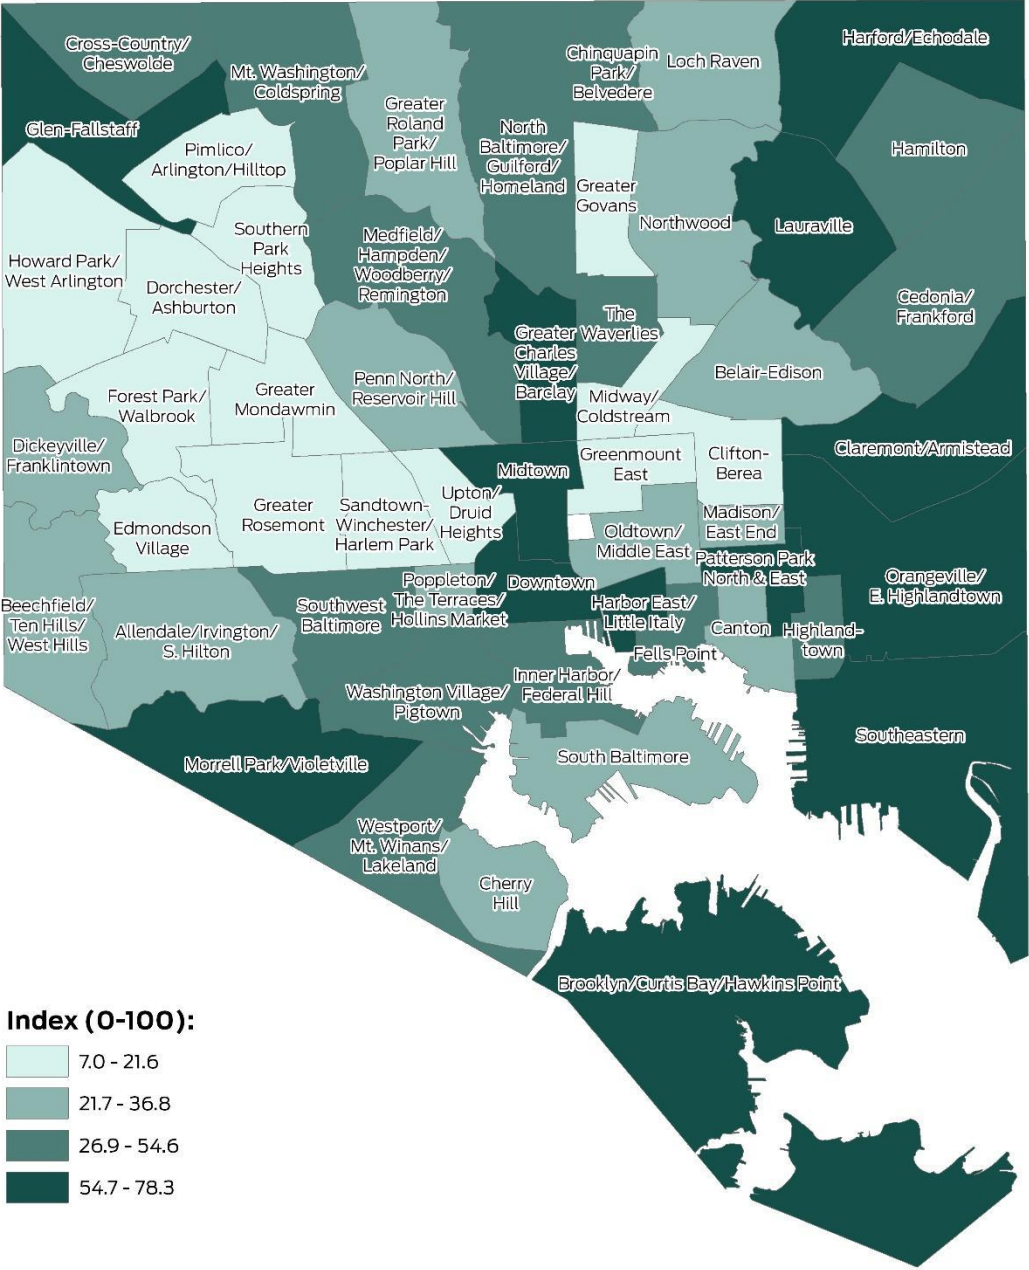 Cross-Country/
Cheswolde
Mt. Washington/
Coldspring
Greater
Roland
Park/
Poplar Hill
Chinquapin
Park/
Belvedere
Loch Raven
Harford/Echodale
Glen-Fallstaff
Pimlico/
Arlington/Hilltop
North
Baltimore/
Guilford/
Homeland
Greater
Govans
Hamilton
Northwood
Lauraville
Howard Park/
West Arlington
Southern
Park
Heights
Dorchester/
Ashburton
Medfield/
Hampden/
Woodberry/
Remington
The
Waverlies
Cedonia/
Frankford
Greater
Charles
Village/
Barclay
Belair-Edison
Forest Park/
Walbrook
Greater
Mondawmin
Penn North/
Reservoir Hill
Midway/
Coldstream
Dickeyville/
Franklintown
Midtown
Greenmount
East
Clifton-
Berea
Claremont/Armistead
Edmondson
Village
Greater
Rosemont
Sandtown-
Winchester/
Harlem Park
Upton/
Druid
Heights
Oldtown/
Middle East
Madison/
East End
Patterson Park
North & East
Orangeville/
E. Highlandtown
Beechfield/
Ten Hills/
West Hills
Allendale/Irvington/
S. Hilton
Southwest
Baltimore
Poppleton/
The Terraces/
Hollins Market
Downtown
Harbor East/
Little Italy
Canton
Highland-
town
Fells Point
Washington Village/
Pigtown
Inner Harbor/
Federal Hill
Southeastern
Morrell Park/Violetville
South Baltimore
Westport/
Mt. Winans/
Lakeland
Cherry
Hill
Brooklyn/Curtis Bay/Hawkins Point
Index (0-100):
7.0 - 21.6
21.7 - 36.8
26.9 - 54.6
54.7 - 78.3